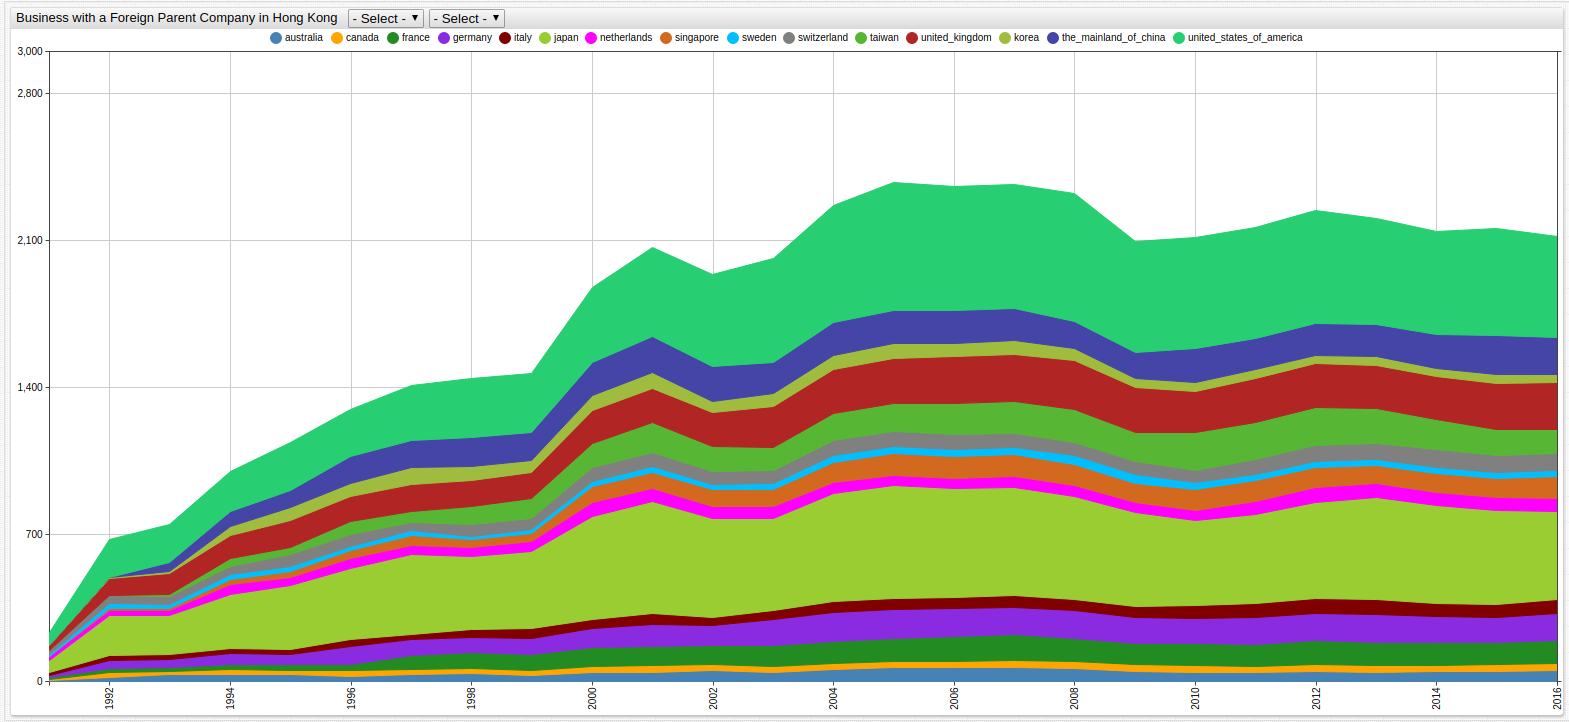 Business with a Foreign Parent Company in Hong Kong - Select - ▼ - Select - ▼
australia canada france germany italy japan netherlands singapore sweden switzerland taiwan united_kingdom korea the_mainland_of_china united_states_of_america
3,000
2,800
2,100
1,400
700
0
1992 1994 1996 1998 2000 2002 2004 2006 2008 2010 2012 2014 2016